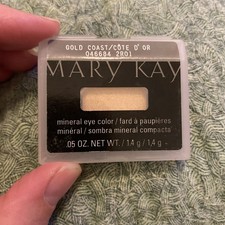 GOLD COAST/CÔTE D'OR
046684 2R01
MARY KAY
mineral eye color / fard à paupières
minéral / sombra mineral compacta
.05 OZ. NET WT. / 1,4 g / 1,4 g